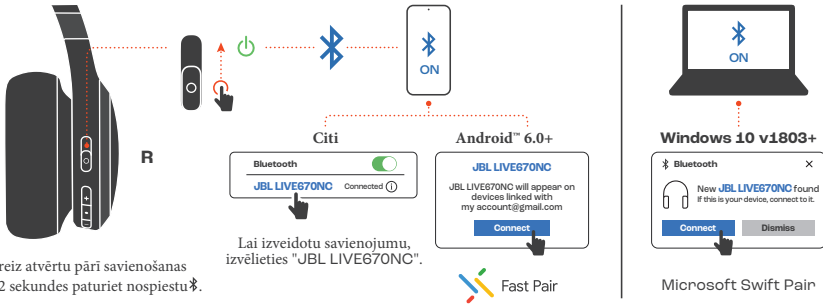 ON
ON
R
Citi
Android™ 6.0+
Windows 10 v1803+
Bluetooth
JBL LIVE670NC Connected
JBL LIVE670NC
JBL LIVE670NC will appear on
devices linked with
my account@gmail.com
Connect
Bluetooth X
New JBL LIVE670NC found
If this is your device, connect to it.
Connect Dismiss
Lai izveidotu savienojumu,
izvēlieties "JBL LIVE670NC".
reiz atvērtu pārī savienošanas
2 sekundes paturiet nospiestu
Fast Pair
Microsoft Swift Pair